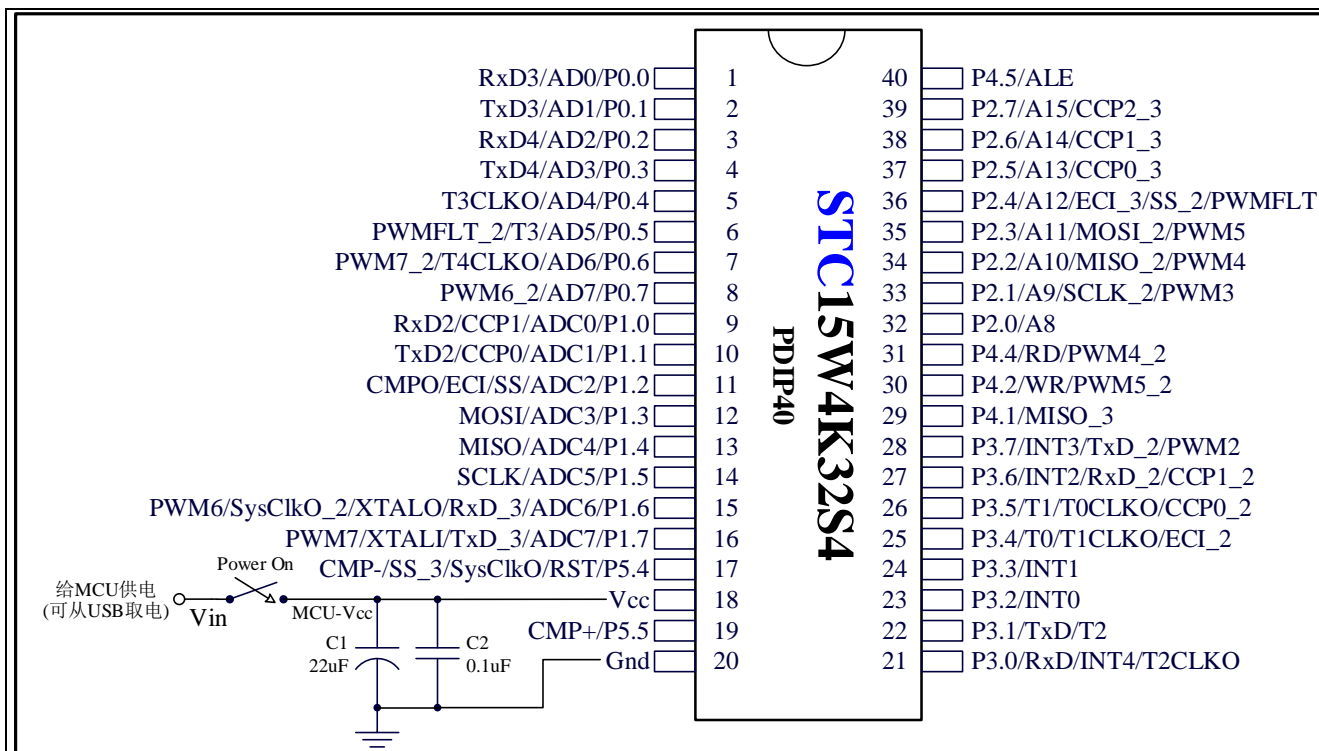 RxD3/AD0/P0.0 1 40 P4.5/ALE
TxD3/AD1/P0.1 2 39 P2.7/A15/CCP2_3
RxD4/AD2/P0.2 3 38 P2.6/A14/CCP1_3
TxD4/AD3/P0.3 4 37 P2.5/A13/CCP0_3
T3CLKO/AD4/P0.4 5 36 P2.4/A12/ECI_3/SS_2/PWMFLT
PWMFLT_2/T3/AD5/P0.5 6 35 P2.3/A11/MOSI_2/PWM5
PWM7_2/T4CLKO/AD6/P0.6 7 34 P2.2/A10/MISO_2/PWM4
PWM6_2/AD7/P0.7 8 33 P2.1/A9/SCLK_2/PWM3
RxD2/CCP1/ADC0/P1.0 9 32 P2.0/A8
TxD2/CCP0/ADC1/P1.1 10 31 P4.4/RD/PWM4_2
CMPO/ECI/SS/ADC2/P1.2 11 30 P4.2/WR/PWM5_2
MOSI/ADC3/P1.3 12 29 P4.1/MISO_3
MISO/ADC4/P1.4 13 28 P3.7/INT3/TxD_2/PWM2
SCLK/ADC5/P1.5 14 27 P3.6/INT2/RxD_2/CCP1_2
PWM6/SysClkO_2/XTALO/RxD_3/ADC6/P1.6 15 26 P3.5/T1/T0CLKO/CCP0_2
PWM7/XTALI/TxD_3/ADC7/P1.7 16 25 P3.4/T0/T1CLKO/ECI_2
CMP-/SS_3/SysClkO/RST/P5.4 17 24 P3.3/INT1
Vcc 18 23 P3.2/INT0
CMP+/P5.5 19 22 P3.1/TxD/T2
Gnd 20 21 P3.0/RxD/INT4/T2CLKO
STC15W4K32S4
PDIP40
Power On
给MCU供电
(可从USB取电)
Vin
MCU-Vcc
C1
22uF
C2
0.1uF